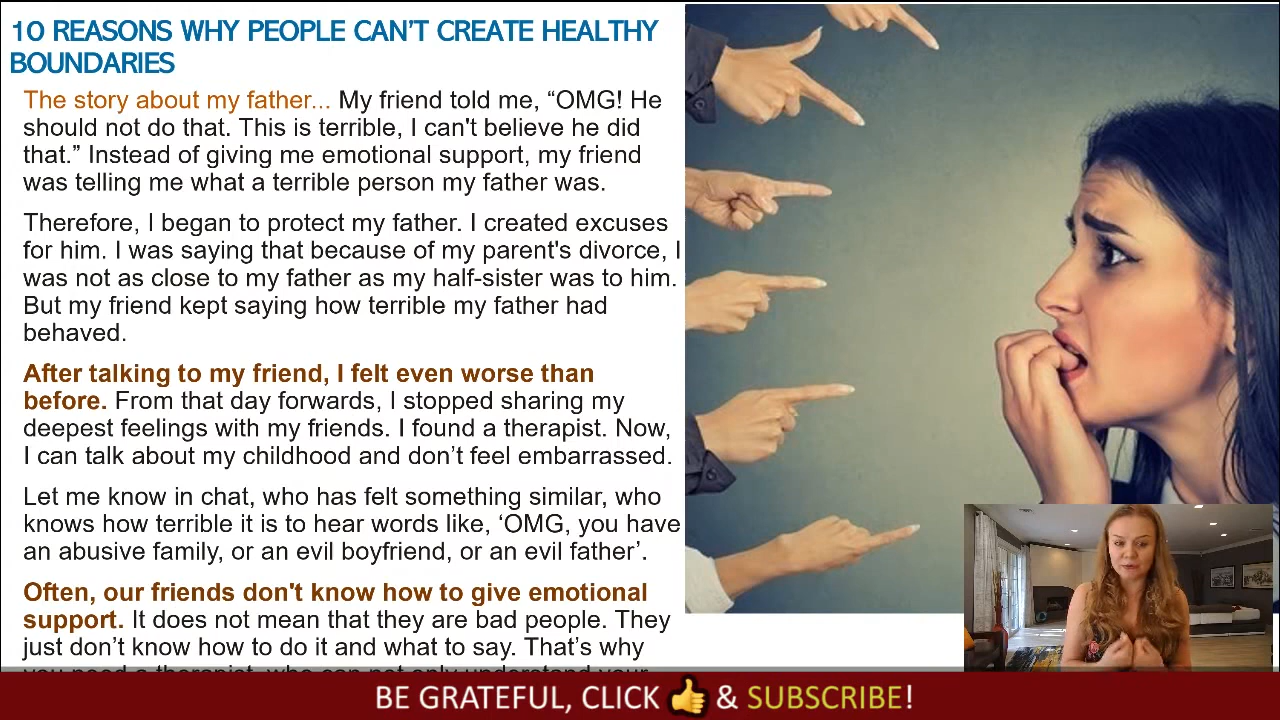 10 REASONS WHY PEOPLE CAN'T CREATE HEALTHY
BOUNDARIES
The story about my father... My friend told me, “OMG! He
should not do that. This is terrible, I can't believe he did
that.” Instead of giving me emotional support, my friend
was telling me what a terrible person my father was.
Therefore, I began to protect my father. I created excuses
for him. I was saying that because of my parent's divorce, I
was not as close to my father as my half-sister was to him.
But my friend kept saying how terrible my father had
behaved.
After talking to my friend, I felt even worse than
before. From that day forwards, I stopped sharing my
deepest feelings with my friends. I found a therapist. Now,
I can talk about my childhood and don’t feel embarrassed.
Let me know in chat, who has felt something similar, who
knows how terrible it is to hear words like, ‘OMG, you have
an abusive family, or an evil boyfriend, or an evil father’.
Often, our friends don't know how to give emotional
support. It does not mean that they are bad people. They
just don’t know how to do it and what to say. That’s why
BE GRATEFUL, CLICK 👍 & SUBSCRIBE!